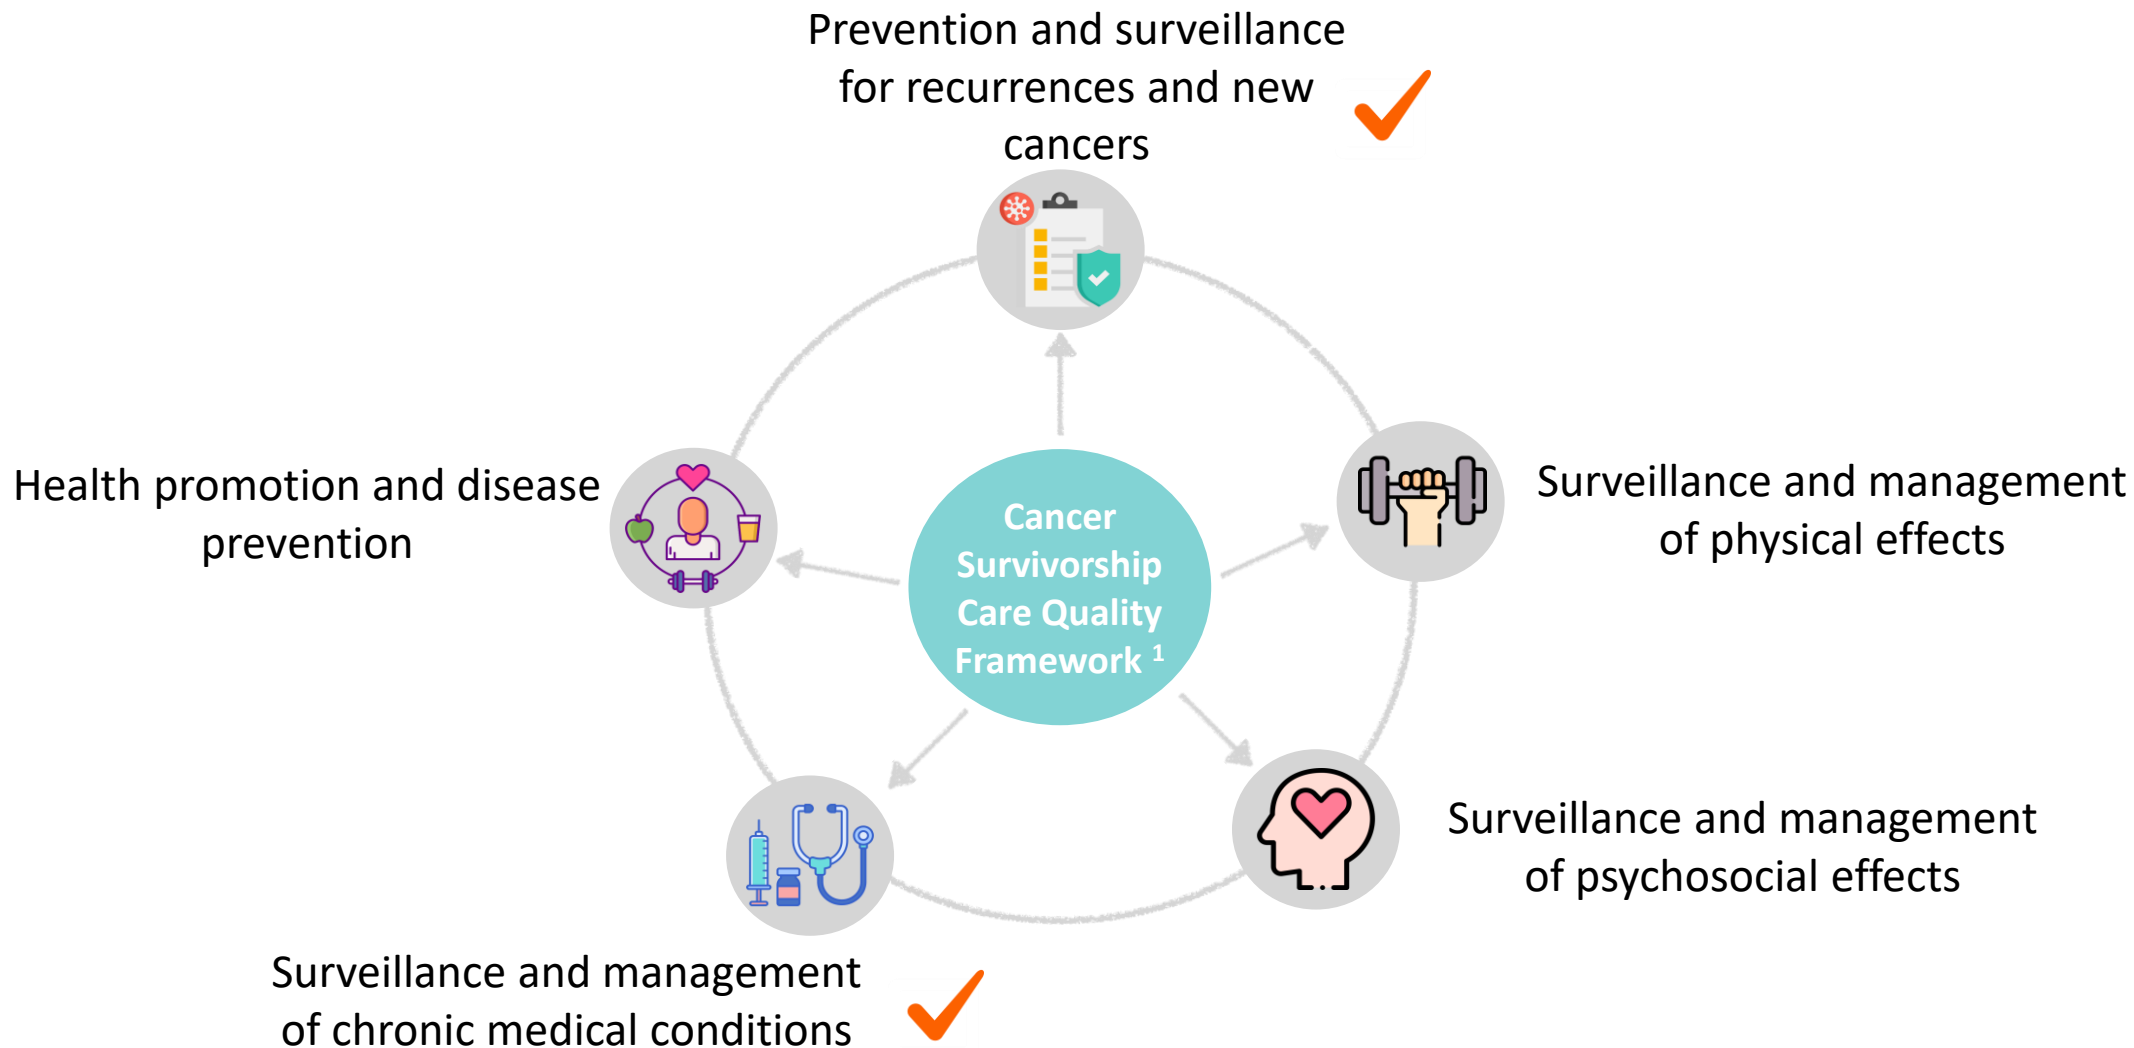 Prevention and surveillance
for recurrences and new
cancers
Health promotion and disease
prevention
Cancer
Survivorship
Care Quality
Framework 1
Surveillance and management
of physical effects
Surveillance and management
of psychosocial effects
Surveillance and management
of chronic medical conditions